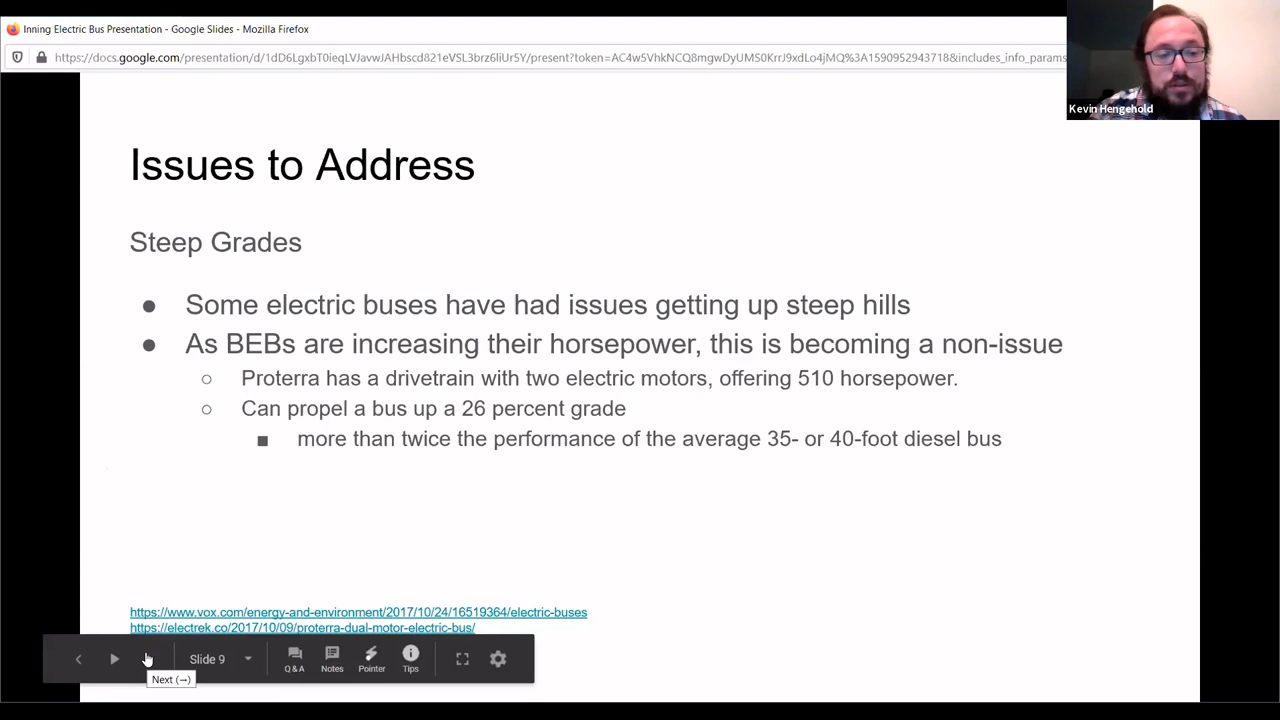 Inning Electric Bus Presentation - Google Slides - Mozilla Firefox
https://docs.google.com/presentation/d/1dD6LgxbT0ieqLVJavwJAHbscd821eVSL3brz6liUr5Y/present?token=AC4w5VhkNCQ8mgwDyUMS0KrrJ9xdLo4jMQ%3A1590952943718&includes_info_params
Kevin Hengehold
Issues to Address
Steep Grades
● Some electric buses have had issues getting up steep hills
● As BEBs are increasing their horsepower, this is becoming a non-issue
○ Proterra has a drivetrain with two electric motors, offering 510 horsepower.
○ Can propel a bus up a 26 percent grade
■ more than twice the performance of the average 35- or 40-foot diesel bus
https://www.vox.com/energy-and-environment/2017/10/24/16519364/electric-buses
https://electrek.co/2017/10/09/proterra-dual-motor-electric-bus/
Slide 9
Q & A
Notes
Pointer
Tips
Next (→)